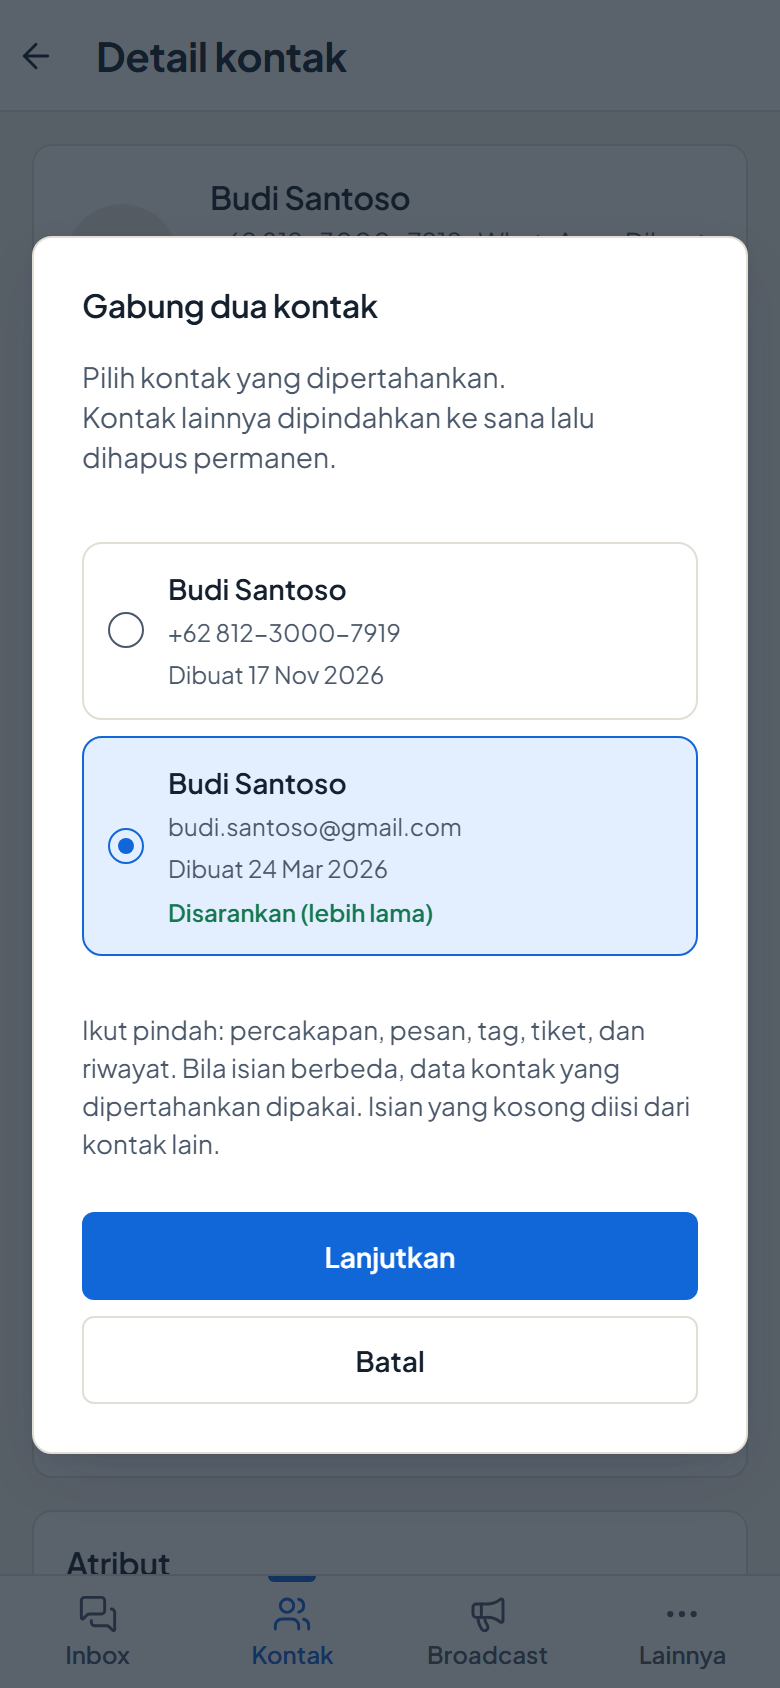 Detail kontak
Budi Santoso
Gabung dua kontak
Pilih kontak yang dipertahankan.
Kontak lainnya dipindahkan ke sana lalu
dihapus permanen.
Budi Santoso
+62 812-3000-7919
Dibuat 17 Nov 2026
Budi Santoso
budi.santoso@gmail.com
Dibuat 24 Mar 2026
Disarankan (lebih lama)
Ikut pindah: percakapan, pesan, tag, tiket, dan
riwayat. Bila isian berbeda, data kontak yang
dipertahankan dipakai. Isian yang kosong diisi dari
kontak lain.
Lanjutkan
Batal
Atribut
Inbox
Kontak
Broadcast
Lainnya